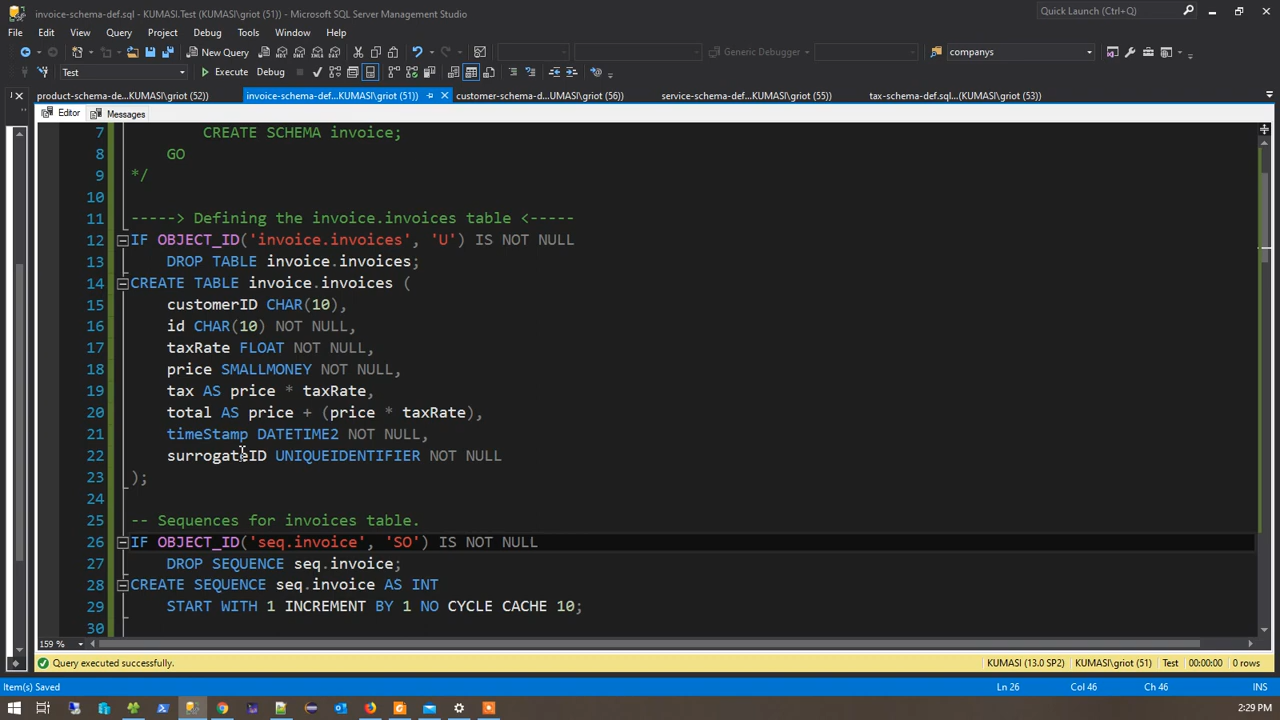 invoice-schema-def.sql - KUMASI.Test (KUMASI\griot (51)) - Microsoft SQL Server Management Studio
Quick Launch (Ctrl+Q)
File Edit View Query Project Debug Tools Window Help
New Query
Generic Debugger
companys
Test
Execute Debug
product-schema-de...KUMASI\griot (52))
invoice-schema-def...KUMASI\griot (51))
customer-schema-d...UMASI\griot (56))
service-schema-def...KUMASI\griot (55))
tax-schema-def.sql...(KUMASI\griot (53))
Editor Messages
7 CREATE SCHEMA invoice;
8 GO
9 */
10
11 -----> Defining the invoice.invoices table <-----
12 IF OBJECT_ID('invoice.invoices', 'U') IS NOT NULL
13 DROP TABLE invoice.invoices;
14 CREATE TABLE invoice.invoices (
15 customerID CHAR(10),
16 id CHAR(10) NOT NULL,
17 taxRate FLOAT NOT NULL,
18 price SMALLMONEY NOT NULL,
19 tax AS price * taxRate,
20 total AS price + (price * taxRate),
21 timeStamp DATETIME2 NOT NULL,
22 surrogateID UNIQUEIDENTIFIER NOT NULL
23 );
24
25 -- Sequences for invoices table.
26 IF OBJECT_ID('seq.invoice', 'SO') IS NOT NULL
27 DROP SEQUENCE seq.invoice;
28 CREATE SEQUENCE seq.invoice AS INT
29 START WITH 1 INCREMENT BY 1 NO CYCLE CACHE 10;
30
159 %
Query executed successfully.
KUMASI (13.0 SP2) KUMASI\griot (51) Test 00:00:00 0 rows
Item(s) Saved
Ln 26 Col 46 Ch 46 INS
2:29 PM